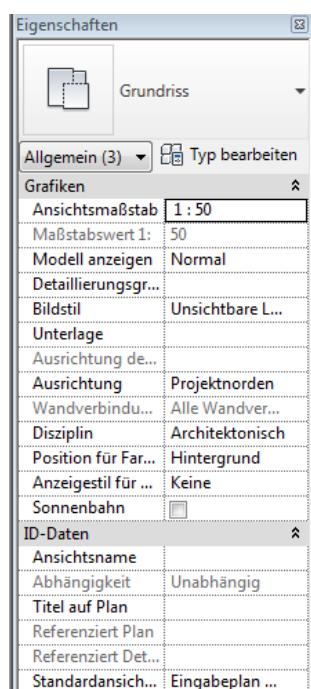 Eigenschaften
Grundriss
Allgemein (3) Typ bearbeiten
Grafiken
Ansichtsmaßstab 1 : 50
Maßstabswert 1: 50
Modell anzeigen Normal
Detaillierungsgr...
Bildstil Unsichtbare L...
Unterlage
Ausrichtung de...
Ausrichtung Projektnorden
Wandverbindu... Alle Wandver...
Disziplin Architektonisch
Position für Far... Hintergrund
Anzeigestil für ... Keine
Sonnenbahn
ID-Daten
Ansichtsname
Abhängigkeit Unabhängig
Titel auf Plan
Referenziert Plan
Referenziert Det...
Standardansich... Eingabeplan ...